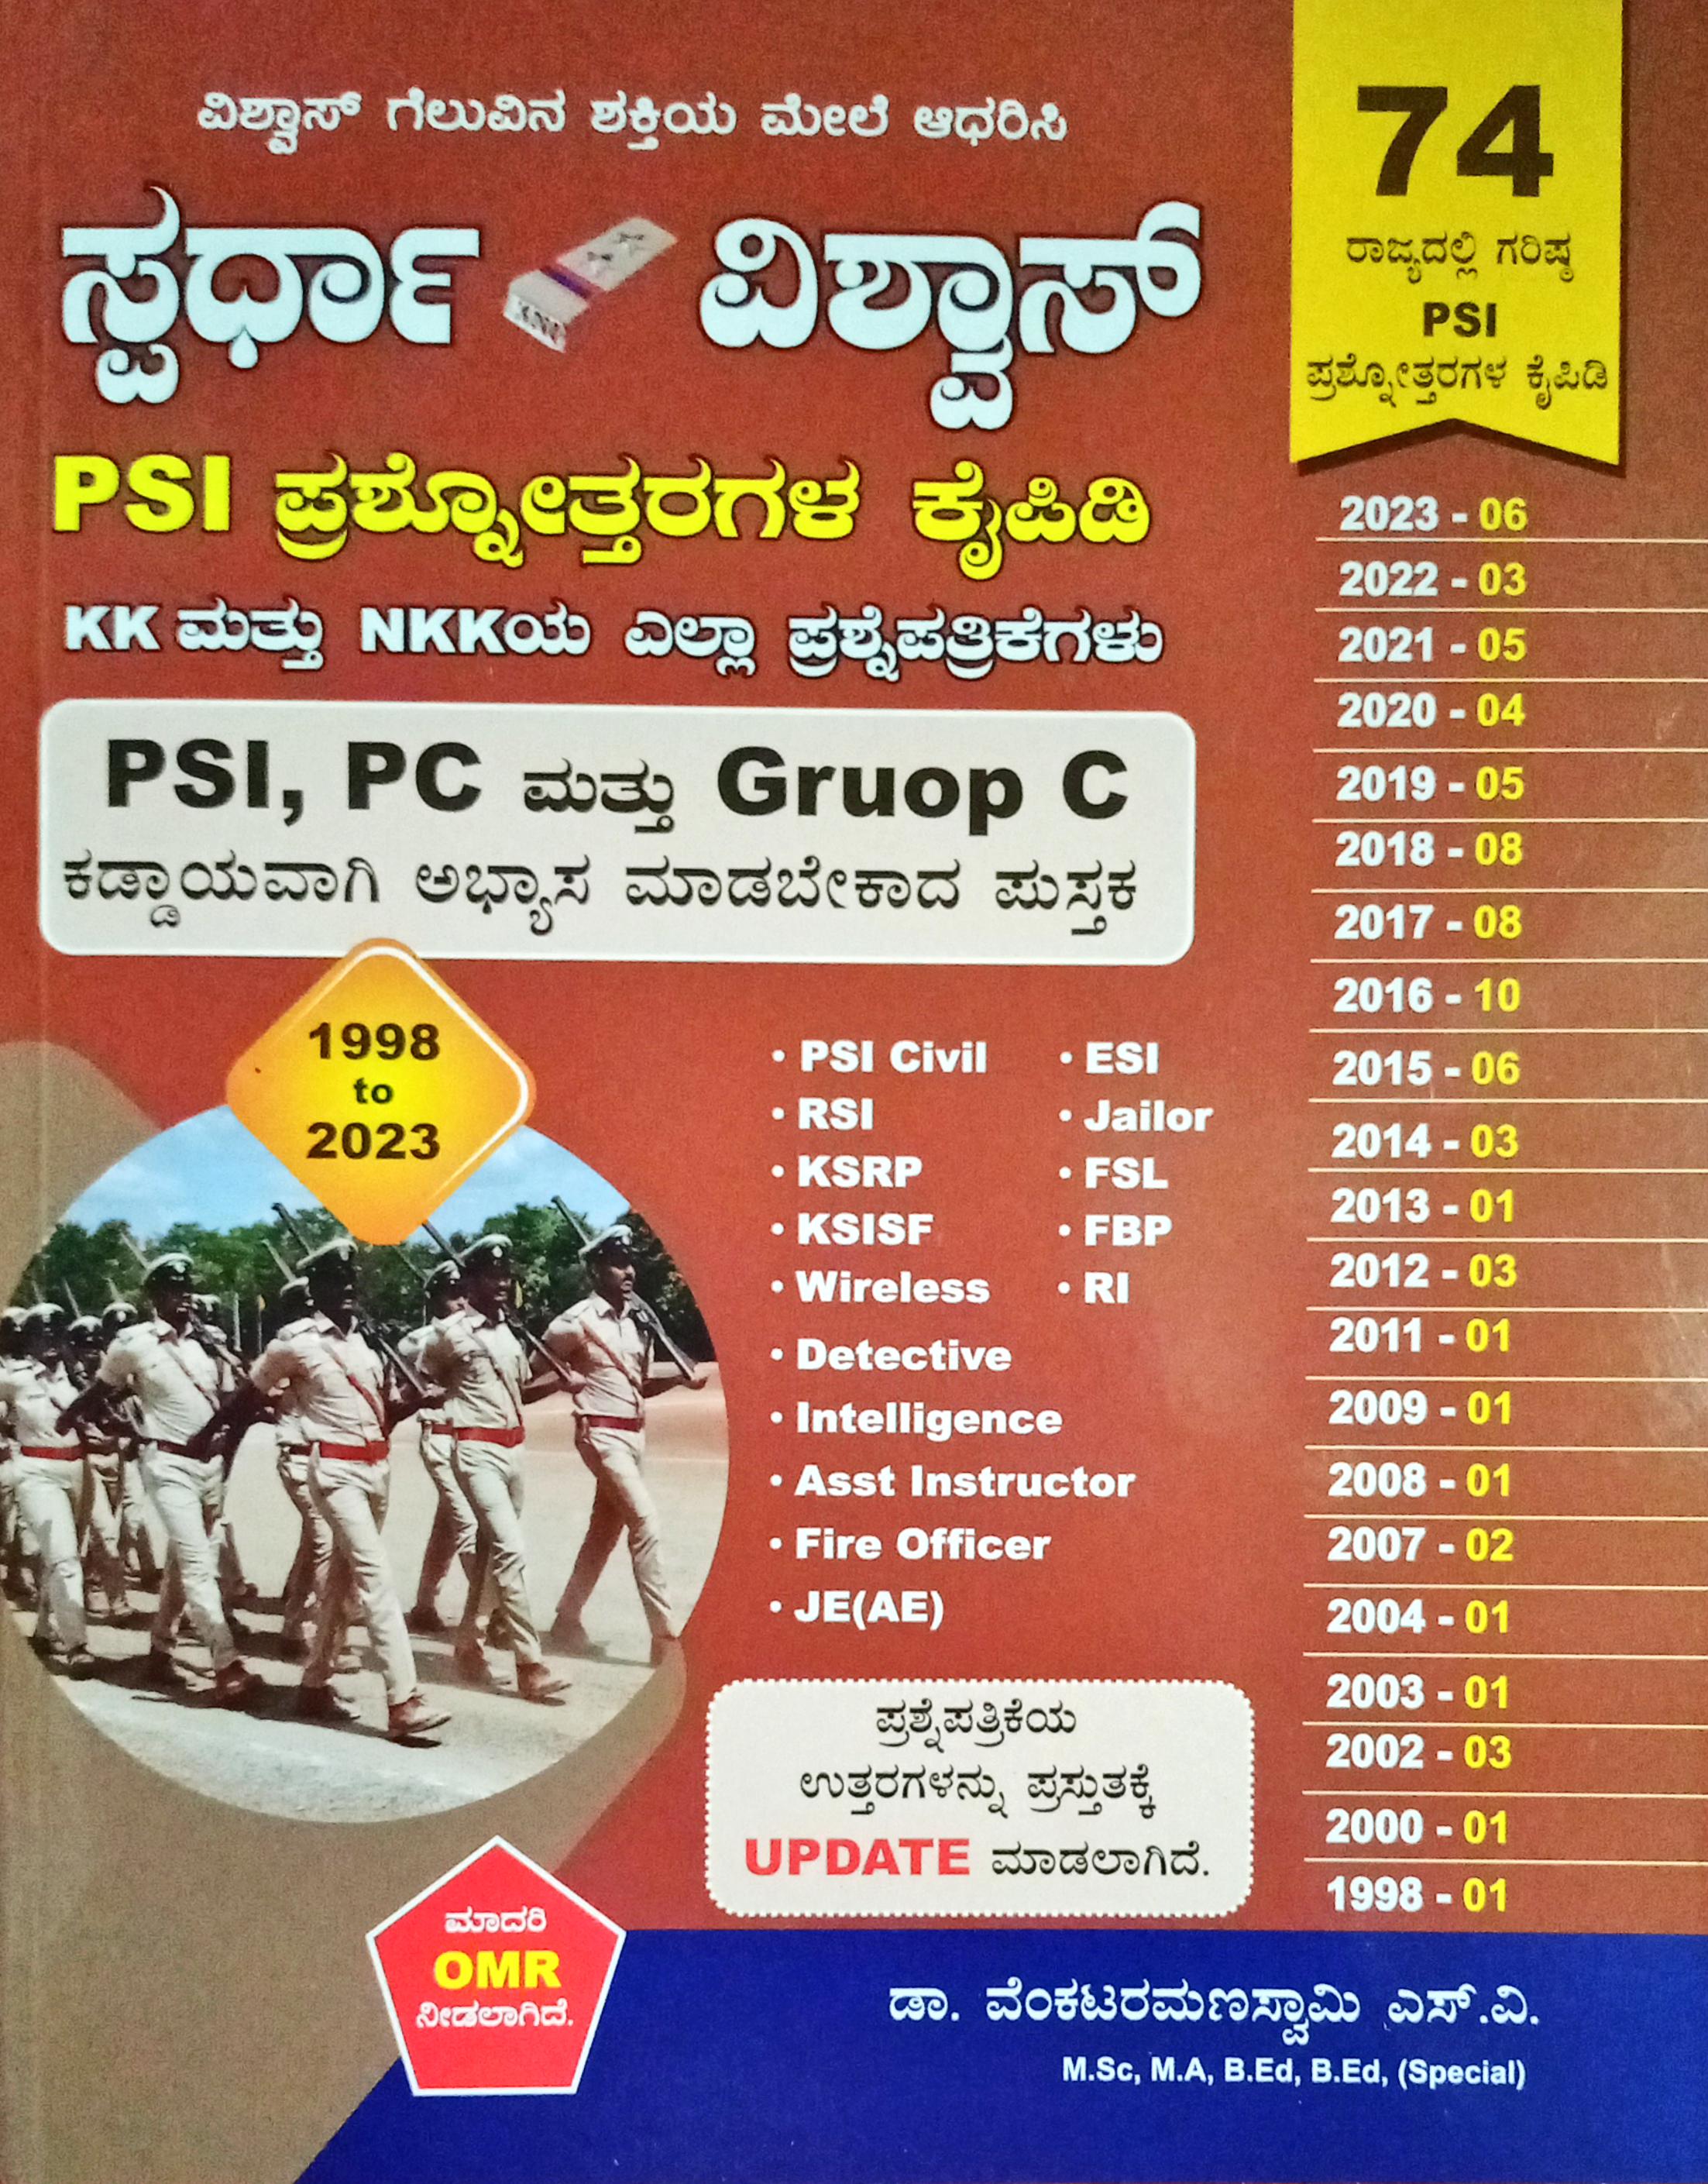 ವಿಶ್ವಾಸ್ ಗೆಲುವಿನ ಶಕ್ತಿಯ ಮೇಲೆ ಆಧರಿಸಿ
ಸ್ಪರ್ಧಾ ವಿಶ್ವಾಸ್
PSI ಪ್ರಶ್ನೋತ್ತರಗಳ ಕೈಪಿಡಿ
KK ಮತ್ತು NKKಯ ಎಲ್ಲಾ ಪ್ರಶ್ನೆಪತ್ರಿಕೆಗಳು
PSI, PC ಮತ್ತು Gruop C
ಕಡ್ಡಾಯವಾಗಿ ಅಭ್ಯಾಸ ಮಾಡಬೇಕಾದ ಪುಸ್ತಕ
74
ರಾಜ್ಯದಲ್ಲಿ ಗರಿಷ್ಠ
PSI
ಪ್ರಶ್ನೋತ್ತರಗಳ ಕೈಪಿಡಿ
2023 - 06
2022 - 03
2021 - 05
2020 - 04
2019 - 05
2018 - 08
2017 - 08
2016 - 10
2015 - 06
2014 - 03
2013 - 01
2012 - 03
2011 - 01
2009 - 01
2008 - 01
2007 - 02
2004 - 01
2003 - 01
2002 - 03
2000 - 01
1998 - 01
1998
to
2023
• PSI Civil
• RSI
• KSRP
• KSISF
• Wireless
• Detective
• Intelligence
• Asst Instructor
• Fire Officer
• JE(AE)
• ESI
• Jailor
• FSL
• FBP
• RI
ಪ್ರಶ್ನೆಪತ್ರಿಕೆಯ
ಉತ್ತರಗಳನ್ನು ಪ್ರಸ್ತುತಕ್ಕೆ
UPDATE ಮಾಡಲಾಗಿದೆ.
ಮಾದರಿ
OMR
ನೀಡಲಾಗಿದೆ.
ಡಾ. ವೆಂಕಟರಮಣಸ್ವಾಮಿ ಎಸ್.ವಿ.
M.Sc, M.A, B.Ed, B.Ed, (Special)